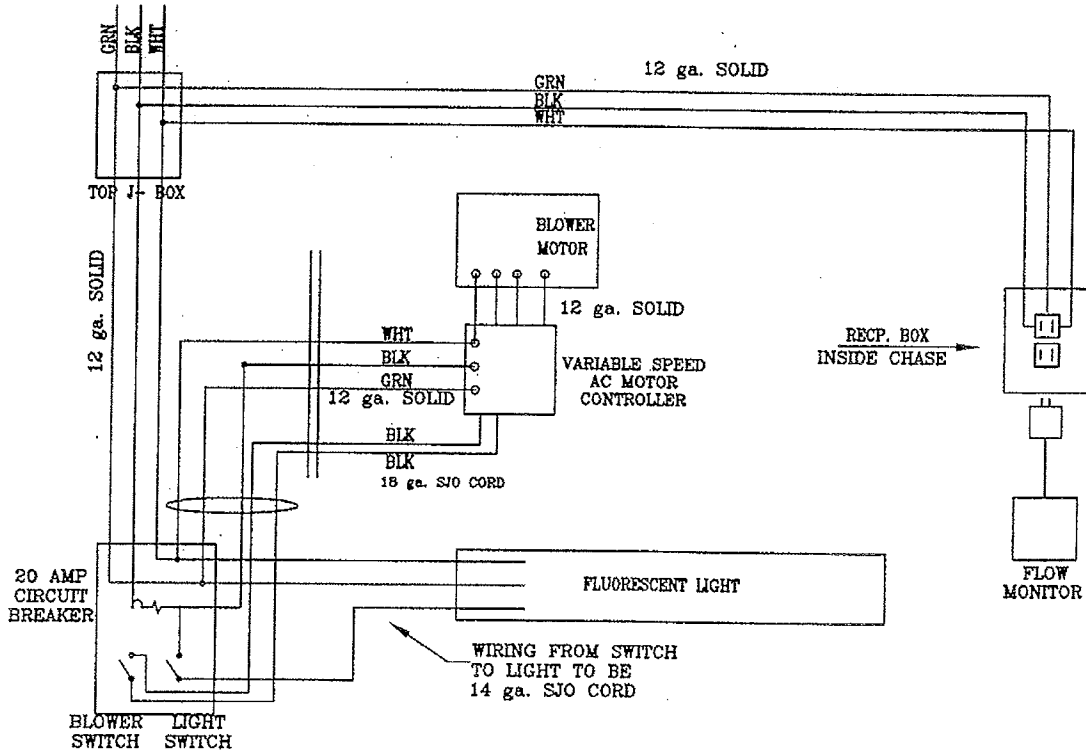 GRN
BLK
WHT
12 ga. SOLID
GRN
BLK
WHT
TOP J- BOX
12 ga. SOLID
BLOWER
MOTOR
12 ga. SOLID
WHT
BLK
GRN
12 ga. SOLID
VARIABLE SPEED
AC MOTOR
CONTROLLER
BLK
BLK
18 ga. SJO CORD
RECP. BOX
INSIDE CHASE
20 AMP
CIRCUIT
BREAKER
FLUORESCENT LIGHT
FLOW
MONITOR
WIRING FROM SWITCH
TO LIGHT TO BE
14 ga. SJO CORD
BLOWER
SWITCH
LIGHT
SWITCH